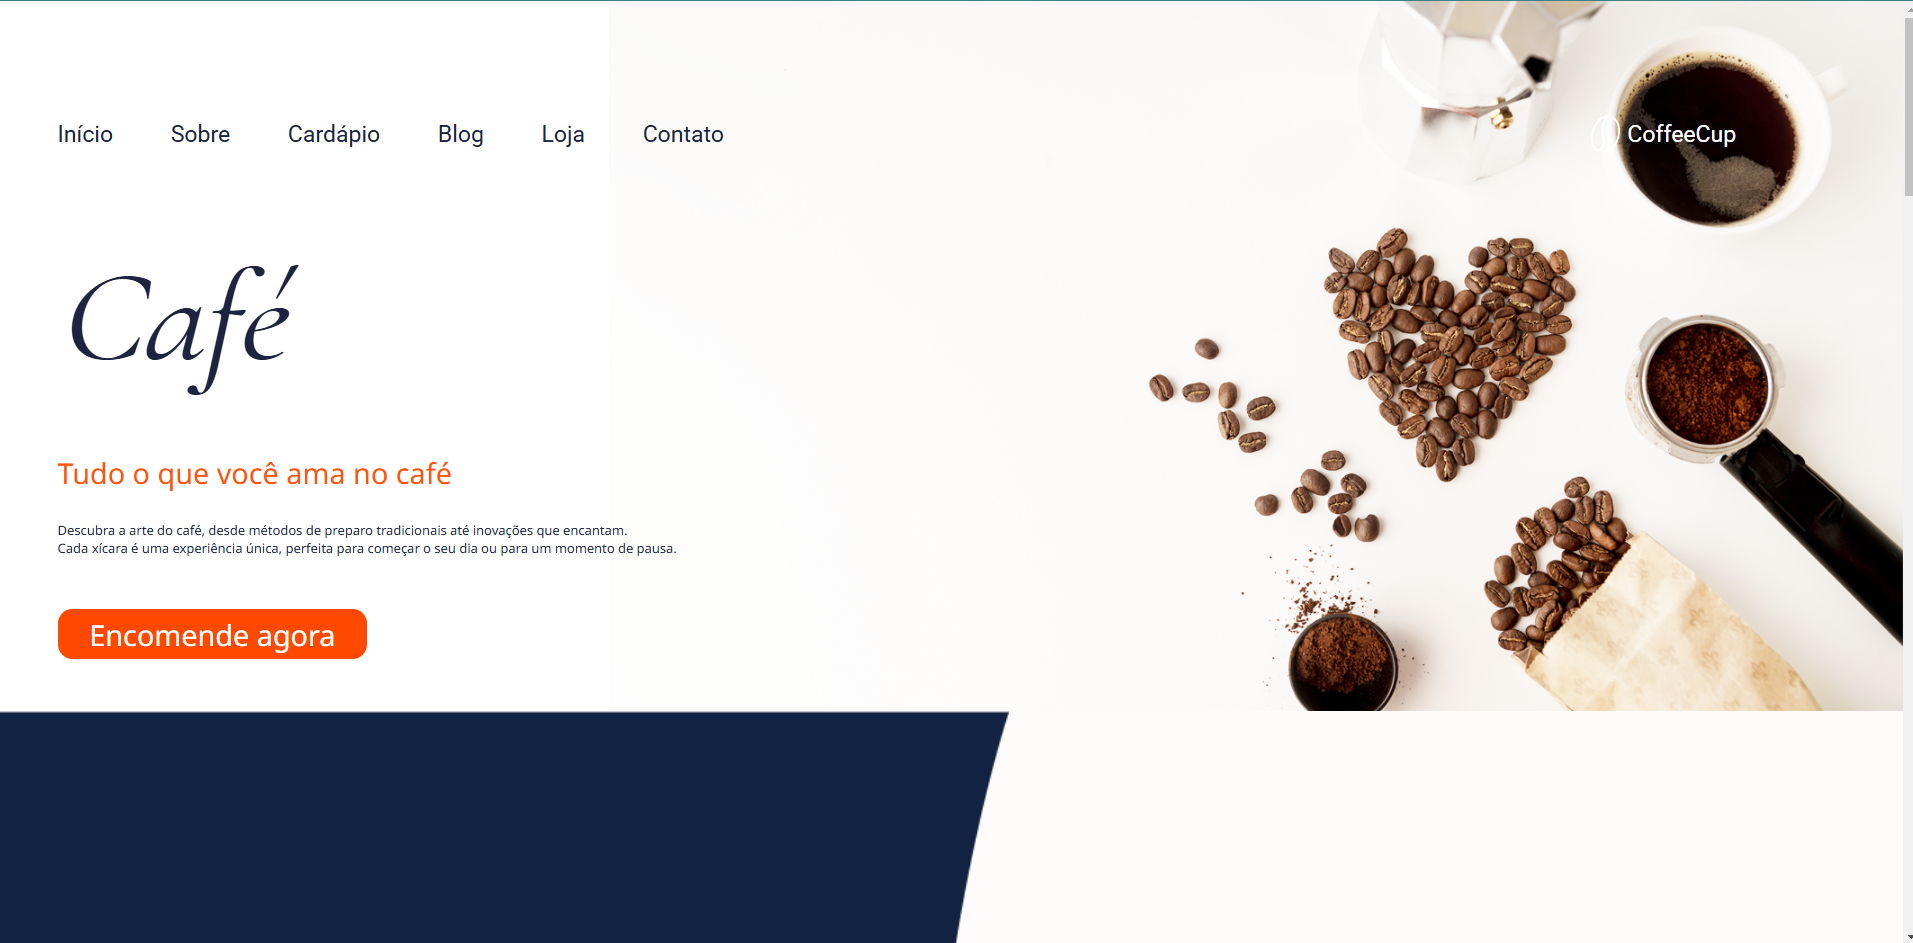 Início
Sobre
Cardápio
Blog
Loja
Contato
CoffeeCup
Café
Tudo o que você ama no café
Descubra a arte do café, desde métodos de preparo tradicionais até inovações que encantam.
Cada xícara é uma experiência única, perfeita para começar o seu dia ou para um momento de pausa.
Encomende agora